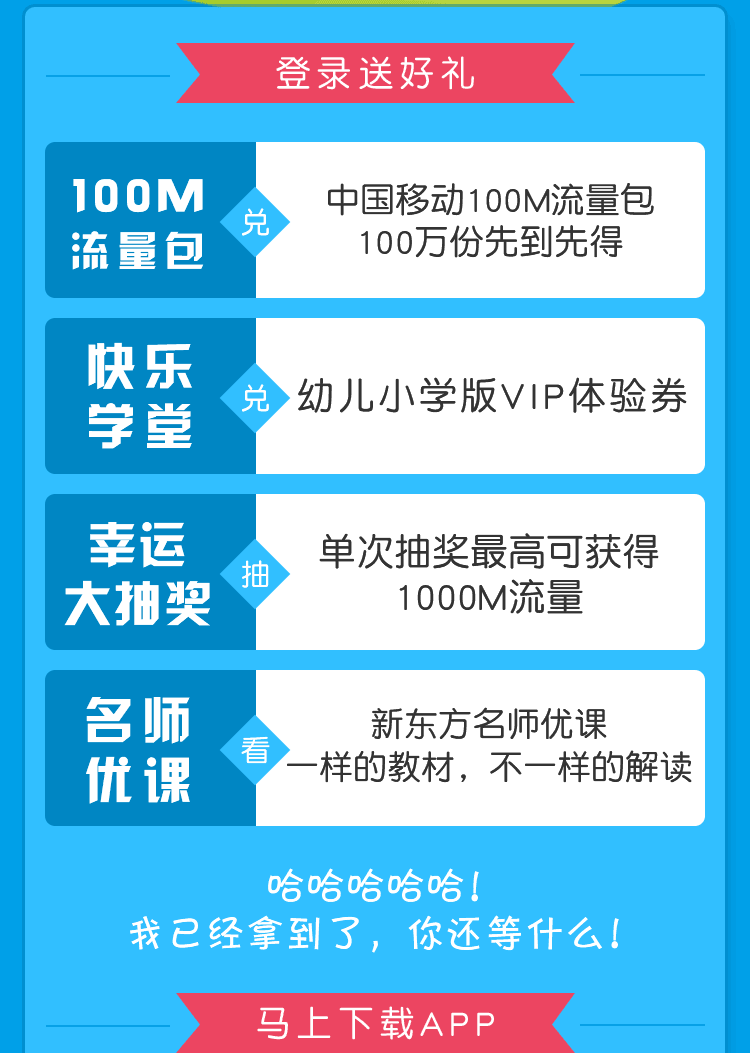 登录送好礼
100M
流量包
兑
中国移动100M流量包
100万份先到先得
快乐
学堂
兑
幼儿小学版VIP体验券
幸运
大抽奖
抽
单次抽奖最高可获得
1000M流量
名师
优课
看
新东方名师优课
一样的教材，不一样的解读
哈哈哈哈哈！
我已经拿到了，你还等什么！
马上下载APP